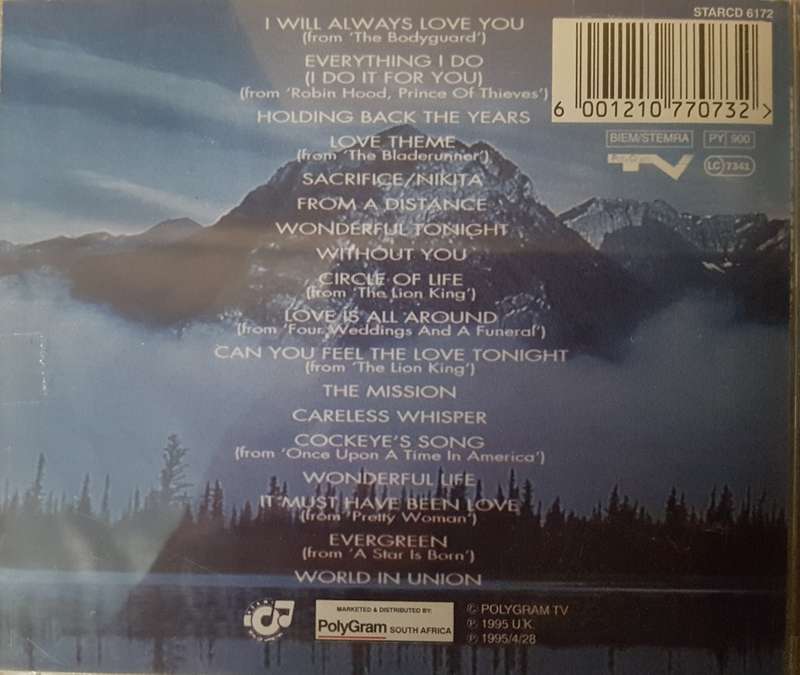 STARCD 6172
I WILL ALWAYS LOVE YOU
(from 'The Bodyguard')
EVERYTHING I DO
(I DO IT FOR YOU)
(from 'Robin Hood, Prince Of Thieves')
6 001210 770732 >
HOLDING BACK THE YEARS
BIEM/STEMRA PY 900
LOVE THEME
(from 'The Bladerunner')
TV LC 7341
SACRIFICE/NIKITA
FROM A DISTANCE
WONDERFUL TONIGHT
WITHOUT YOU
CIRCLE OF LIFE
(from 'The Lion King')
LOVE IS ALL AROUND
(from 'Four Weddings And A Funeral')
CAN YOU FEEL THE LOVE TONIGHT
(from 'The Lion King')
THE MISSION
CARELESS WHISPER
COCKEYE'S SONG
(from 'Once Upon A Time In America')
WONDERFUL LIFE
IT MUST HAVE BEEN LOVE
(from 'Pretty Woman')
EVERGREEN
(from 'A Star Is Born')
WORLD IN UNION
MARKETED & DISTRIBUTED BY:
PolyGram SOUTH AFRICA
© POLYGRAM TV
℗ 1995 U.K.
℗ 1995/4/28